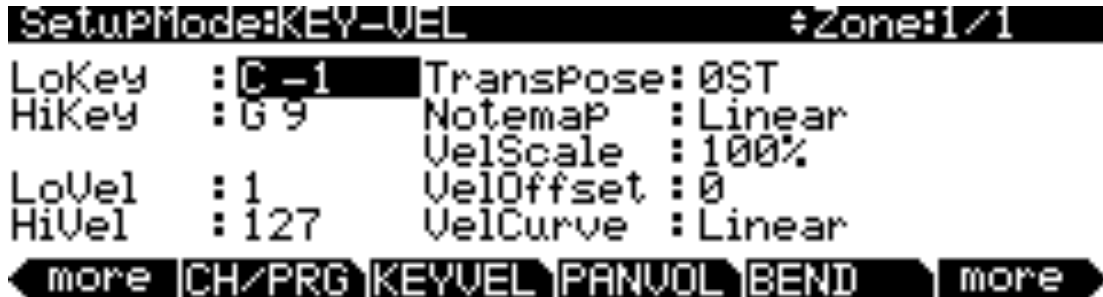 SetupMode:KEY-VEL ÷Zone:1/1
LoKey :C -1 Transpose:0ST
HiKey :G 9 Notemap :Linear
VelScale :100%
LoVel :1 VelOffset :0
HiVel :127 VelCurve :Linear
more CH/PRG KEYVEL PANVOL BEND more